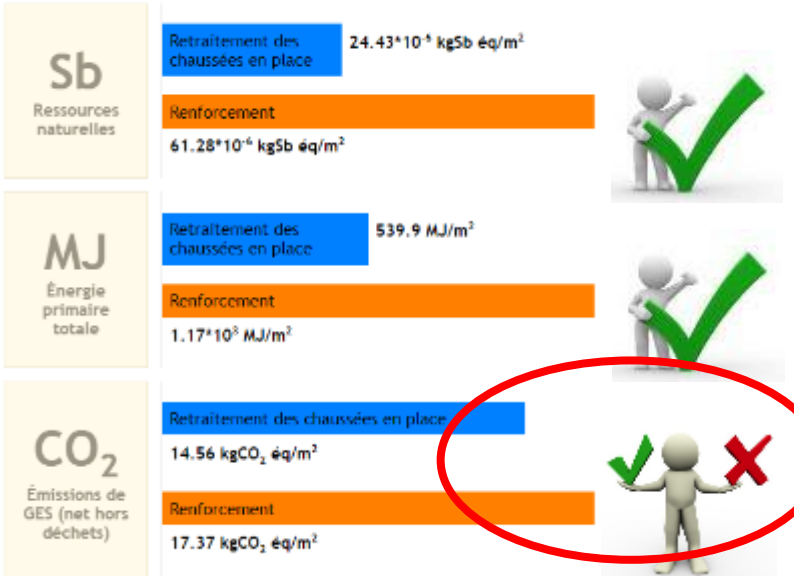 Sb
Ressources
naturelles
Retraitement des
chaussées en place
24.43*10⁻⁶ kgSb éq/m²
Renforcement
61.28*10⁻⁶ kgSb éq/m²
MJ
Énergie
primaire
totale
Retraitement des
chaussées en place
539.9 MJ/m²
Renforcement
1.17*10³ MJ/m²
CO₂
Émissions de
GES (net hors
déchets)
Retraitement des chaussées en place
14.56 kgCO₂ éq/m²
Renforcement
17.37 kgCO₂ éq/m²